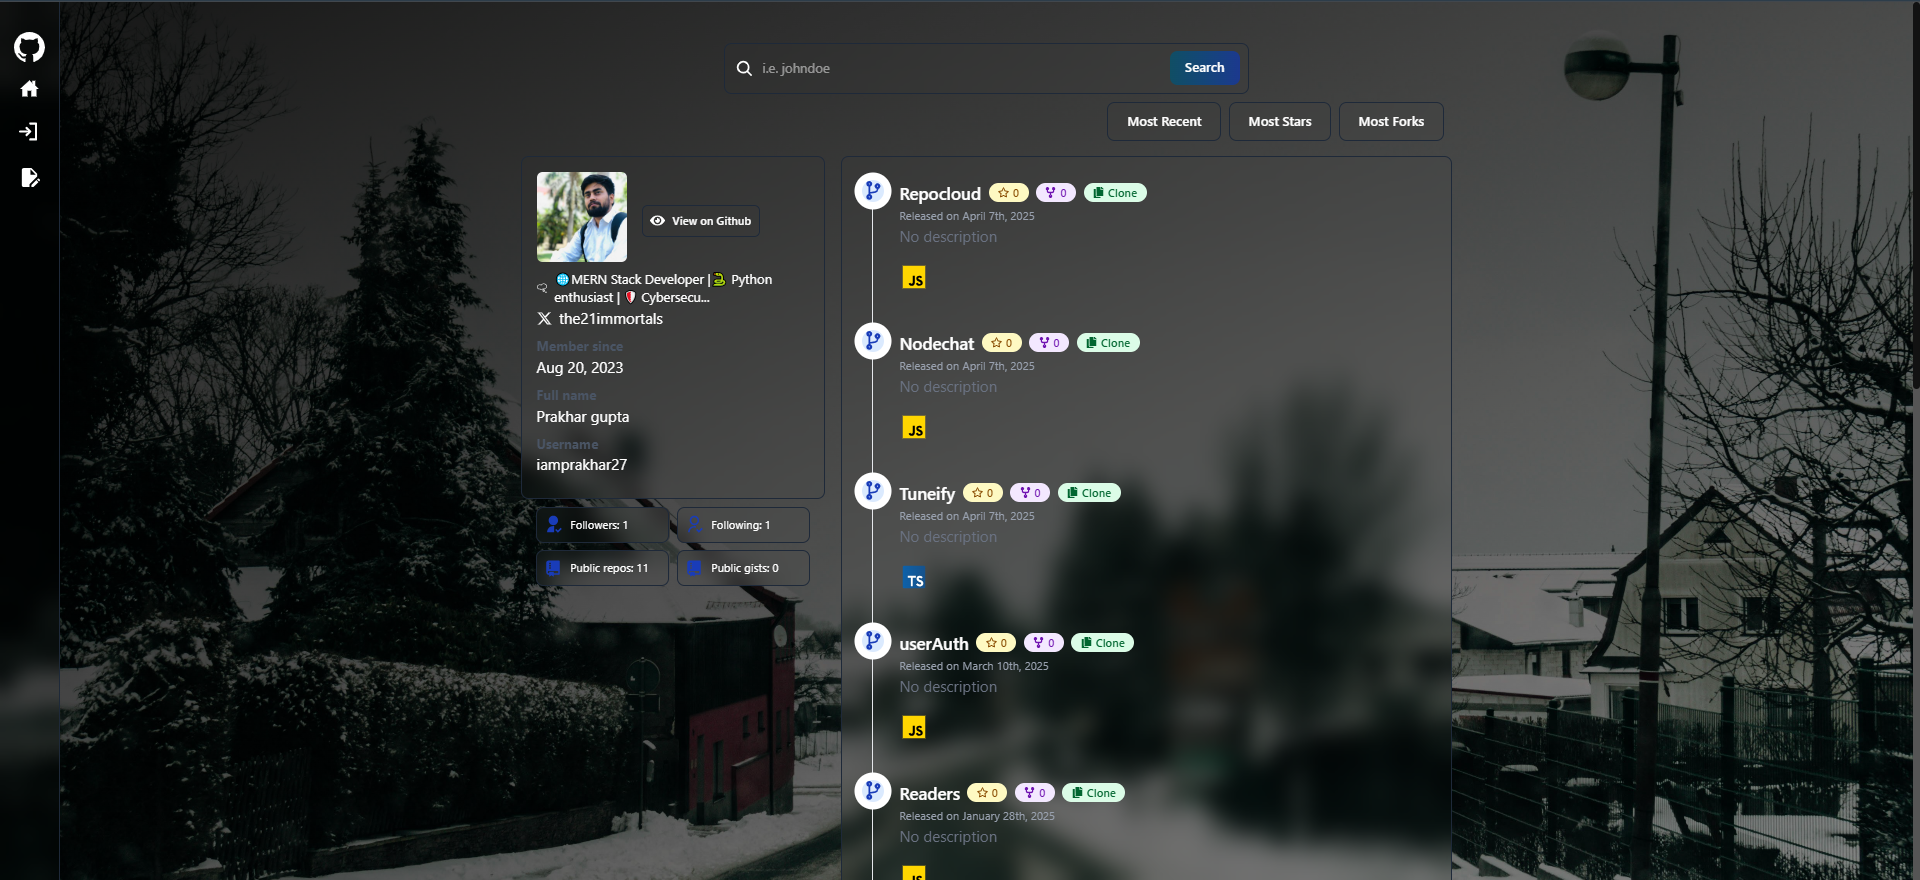 i.e. johndoe
Search
Most Recent
Most Stars
Most Forks
View on Github
🌐MERN Stack Developer |🐍 Python
enthusiast | 🛡️ Cybersecu...
the21immortals
Member since
Aug 20, 2023
Full name
Prakhar gupta
Username
iamprakhar27
Followers: 1
Following: 1
Public repos: 11
Public gists: 0
Repocloud 0 0 Clone
Released on April 7th, 2025
No description
JS
Nodechat 0 0 Clone
Released on April 7th, 2025
No description
JS
Tuneify 0 0 Clone
Released on April 7th, 2025
No description
TS
userAuth 0 0 Clone
Released on March 10th, 2025
No description
JS
Readers 0 0 Clone
Released on January 28th, 2025
No description
JS